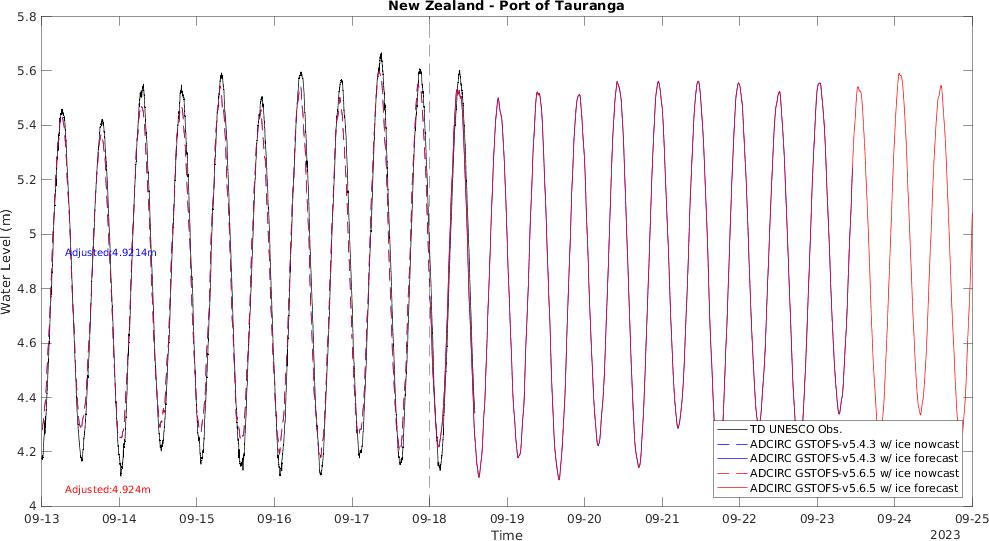 New Zealand - Port of Tauranga
5.8
5.6
5.4
5.2
5
4.8
4.6
4.4
4.2
4
Water Level (m)
Adjusted:4.9214m
Adjusted:4.924m
TD UNESCO Obs.
ADCIRC GSTOFS-v5.4.3 w/ ice nowcast
ADCIRC GSTOFS-v5.4.3 w/ ice forecast
ADCIRC GSTOFS-v5.6.5 w/ ice nowcast
ADCIRC GSTOFS-v5.6.5 w/ ice forecast
09-13 09-14 09-15 09-16 09-17 09-18 09-19 09-20 09-21 09-22 09-23 09-24 09-25
Time
2023